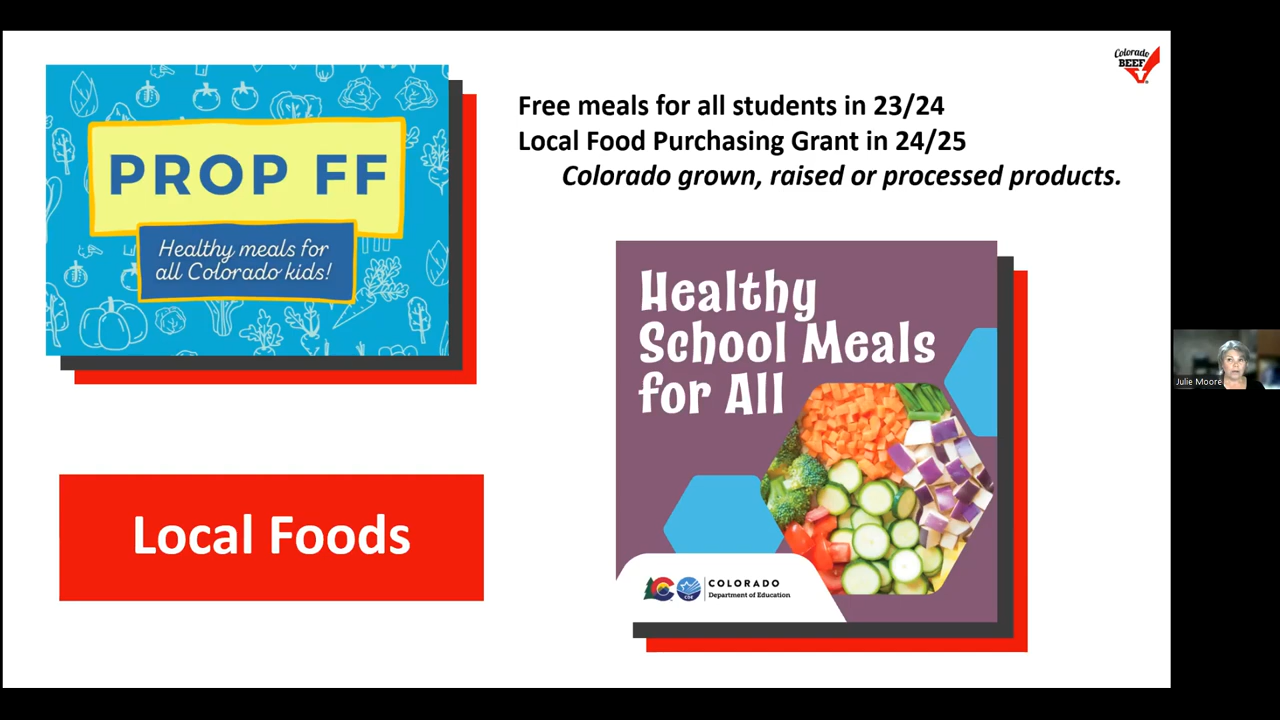 Colorado
BEEF
PROP FF
Healthy meals for
all Colorado kids!
Free meals for all students in 23/24
Local Food Purchasing Grant in 24/25
Colorado grown, raised or processed products.
Healthy
School Meals
for All
CDE
COLORADO
Department of Education
Local Foods
Julie Moore